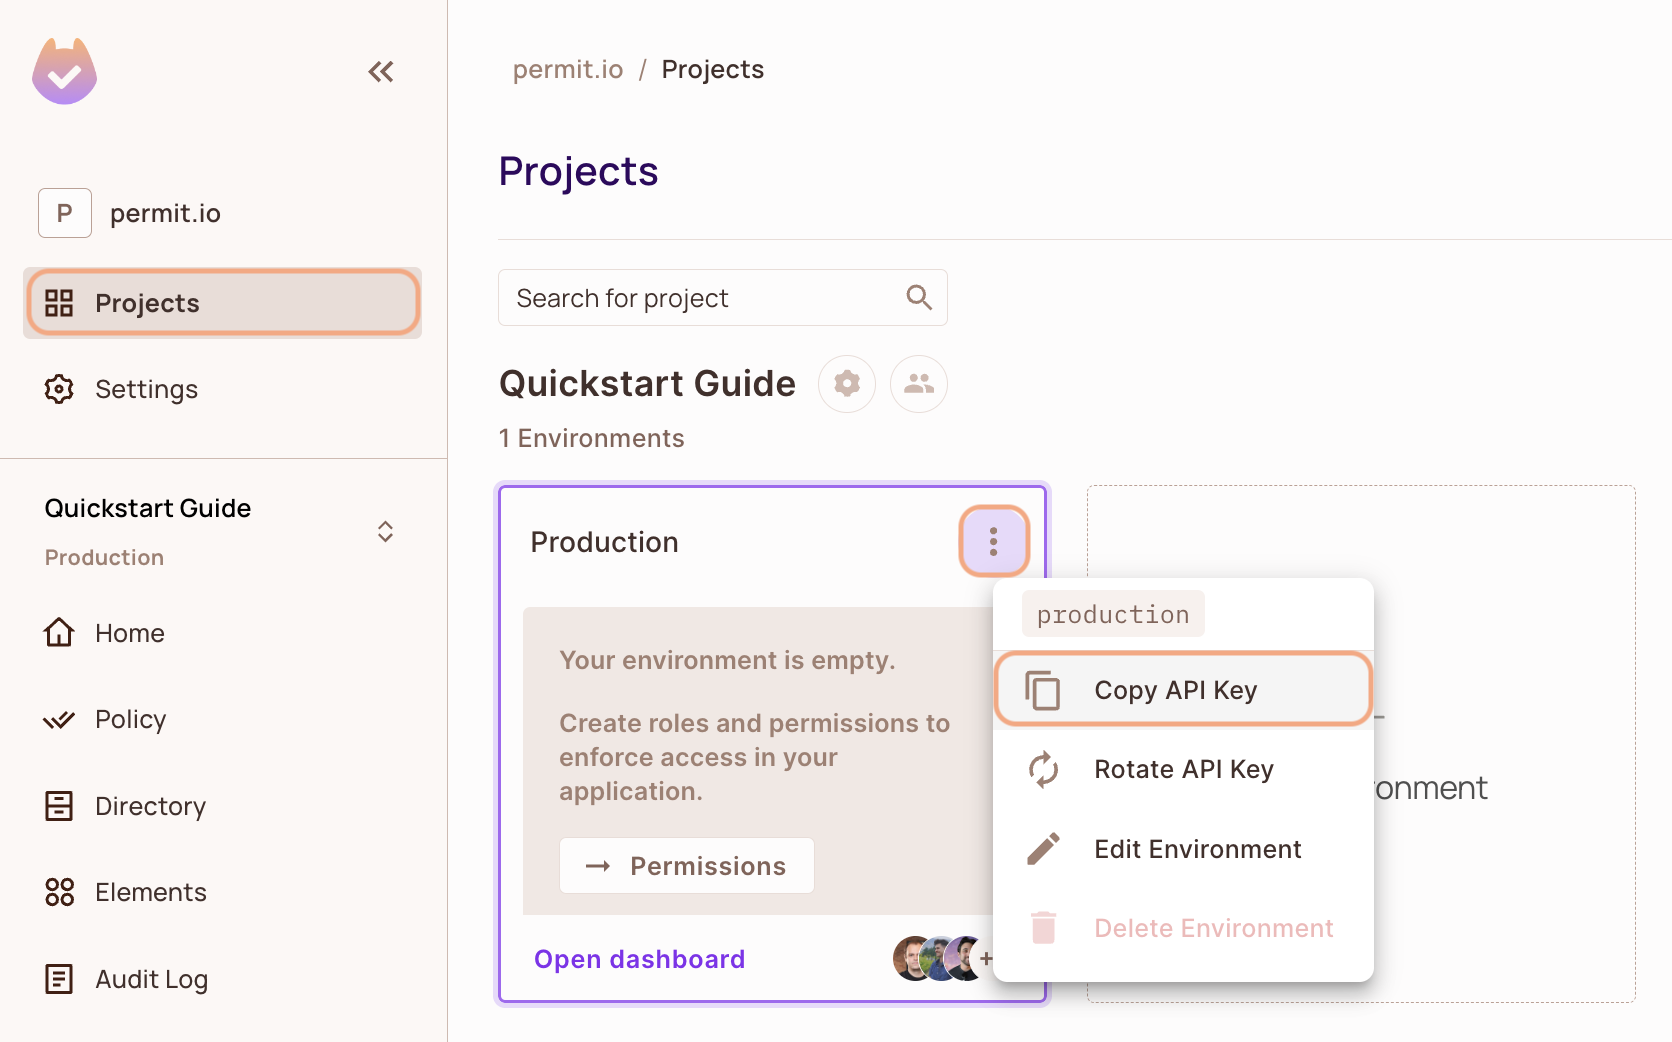 P permit.io
Projects
Settings
Quickstart Guide
Production
Home
Policy
Directory
Elements
Audit Log
permit.io / Projects
Projects
Search for project
Quickstart Guide
1 Environments
Production
Your environment is empty.
Create roles and permissions to
enforce access in your
application.
→ Permissions
Open dashboard
+
production
Copy API Key
Rotate API Key
Edit Environment
Delete Environment
onment